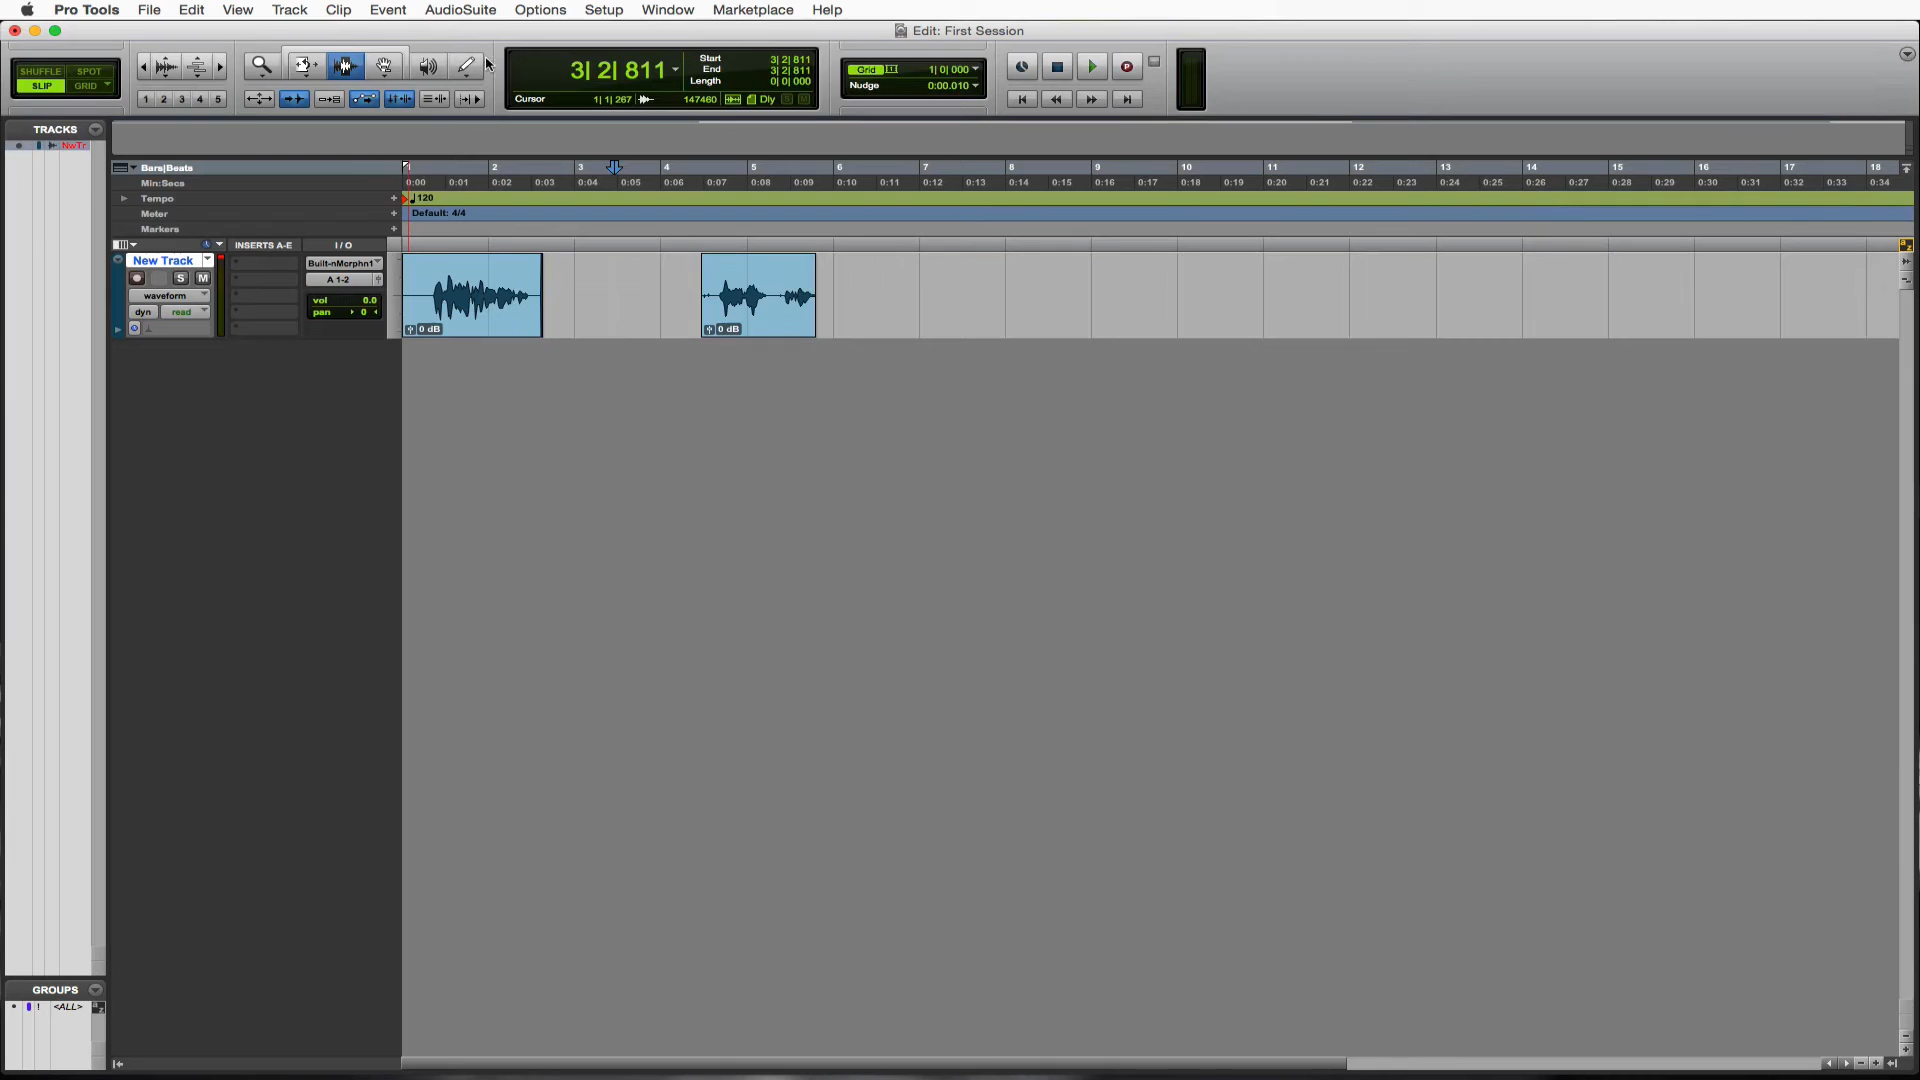 Pro Tools File Edit View Track Clip Event AudioSuite Options Setup Window Marketplace Help
Edit: First Session
SHUFFLE SPOT
SLIP GRID
1 2 3 4 5
3| 2| 811
Start 3| 2| 811
End 3| 2| 811
Length 0| 0| 000
Cursor 1| 1| 267 147460 Dly S M
Grid 1| 0| 000
Nudge 0:00.010
TRACKS
NwTr
Bars|Beats 1 2 3 4 5 6 7 8 9 10 11 12 13 14 15 16 17 18
Min:Secs 0:00 0:01 0:02 0:03 0:04 0:05 0:06 0:07 0:08 0:09 0:10 0:11 0:12 0:13 0:14 0:15 0:16 0:17 0:18 0:19 0:20 0:21 0:22 0:23 0:24 0:25 0:26 0:27 0:28 0:29 0:30 0:31 0:32 0:33 0:34
Tempo 120
Meter Default: 4/4
Markers
INSERTS A-E I / O
New Track Built-nMcrphn1
S M A 1-2
waveform vol 0.0
dyn read pan 0
0 dB 0 dB
GROUPS
! <ALL>